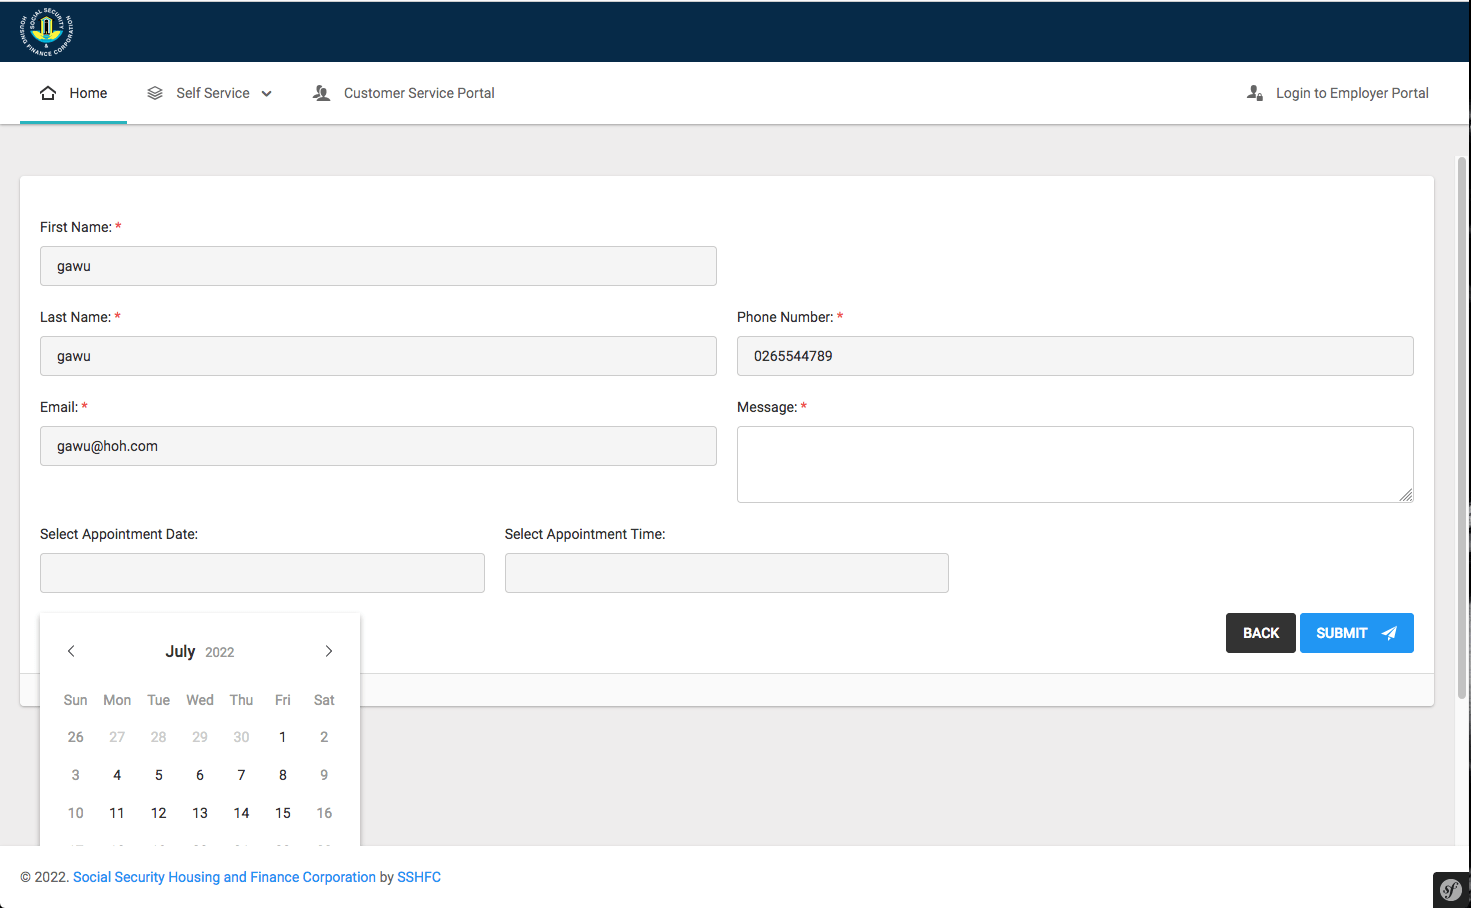 SOCIAL SECURITY
HOUSING FINANCE CORPORATION
&
Home
Self Service
Customer Service Portal
Login to Employer Portal
First Name: *
gawu
Last Name: *
Phone Number: *
gawu
0265544789
Email: *
Message: *
gawu@hoh.com
Select Appointment Date:
Select Appointment Time:
BACK
SUBMIT
July 2022
Sun Mon Tue Wed Thu Fri Sat
26 27 28 29 30 1 2
3 4 5 6 7 8 9
10 11 12 13 14 15 16
© 2022. Social Security Housing and Finance Corporation by SSHFC
sf